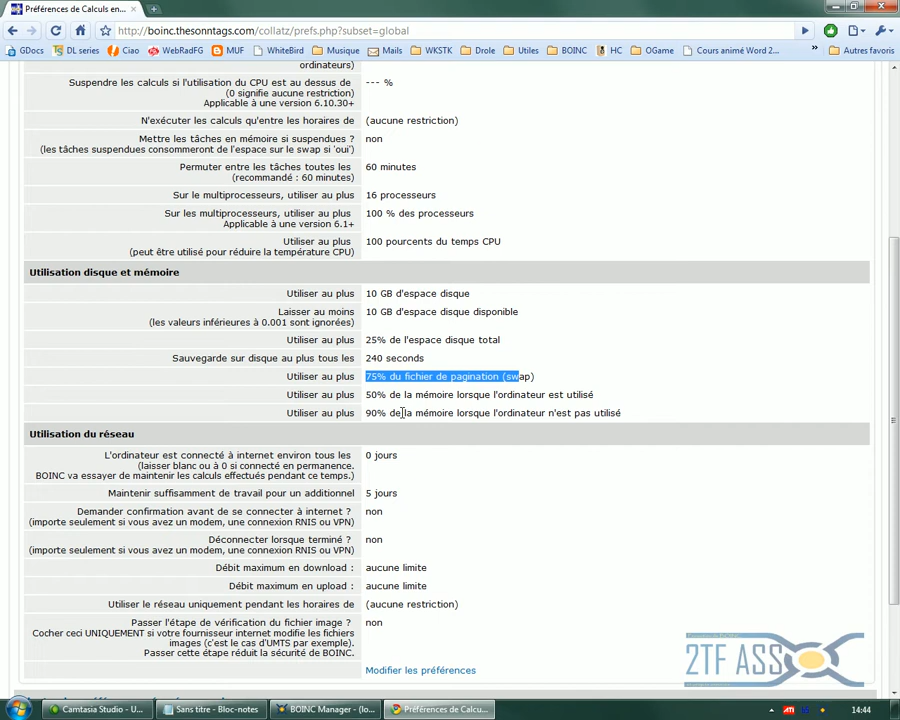 Préférences de Calculs en...
http://boinc.thesonntags.com/collatz/prefs.php?subset=global
GDocs DL series Ciao WebRadFG MUF WhiteBird Musique Mails WKSTK Drole Utiles BOINC HC OGame Cours animé Word 2... » Autres favoris
ordinateurs)
Suspendre les calculs si l'utilisation du CPU est au dessus de
(0 signifie aucune restriction)
Applicable à une version 6.10.30+
--- %
N'exécuter les calculs qu'entre les horaires de (aucune restriction)
Mettre les tâches en mémoire si suspendues ? non
(les tâches suspendues consommeront de l'espace sur le swap si 'oui')
Permuter entre les tâches toutes les 60 minutes
(recommandé : 60 minutes)
Sur le multiprocesseurs, utiliser au plus 16 processeurs
Sur les multiprocesseurs, utiliser au plus 100 % des processeurs
Applicable à une version 6.1+
Utiliser au plus 100 pourcents du temps CPU
(peut être utilisé pour réduire la température CPU)
Utilisation disque et mémoire
Utiliser au plus 10 GB d'espace disque
Laisser au moins 10 GB d'espace disque disponible
(les valeurs inférieures à 0.001 sont ignorées)
Utiliser au plus 25% de l'espace disque total
Sauvegarde sur disque au plus tous les 240 seconds
Utiliser au plus 75% du fichier de pagination (swap)
Utiliser au plus 50% de la mémoire lorsque l'ordinateur est utilisé
Utiliser au plus 90% de la mémoire lorsque l'ordinateur n'est pas utilisé
Utilisation du réseau
L'ordinateur est connecté à internet environ tous les 0 jours
(laisser blanc ou à 0 si connecté en permanence.
BOINC va essayer de maintenir les calculs effectués pendant ce temps.)
Maintenir suffisamment de travail pour un additionnel 5 jours
Demander confirmation avant de se connecter à internet ? non
(importe seulement si vous avez un modem, une connexion RNIS ou VPN)
Déconnecter lorsque terminé ? non
(importe seulement si vous avez un modem, une connexion RNIS ou VPN)
Débit maximum en download : aucune limite
Débit maximum en upload : aucune limite
Utiliser le réseau uniquement pendant les horaires de (aucune restriction)
Passer l'étape de vérification du fichier image ? non
Cocher ceci UNIQUEMENT si votre fournisseur internet modifie les fichiers
images (c'est le cas d'UMTS par exemple).
Passer cette étape réduit la sécurité de BOINC.
Modifier les préférences
2TF ASSO
Camtasia Studio - U... Sans titre - Bloc-notes BOINC Manager - (lo... Préférences de Calcu... ATI 14:44